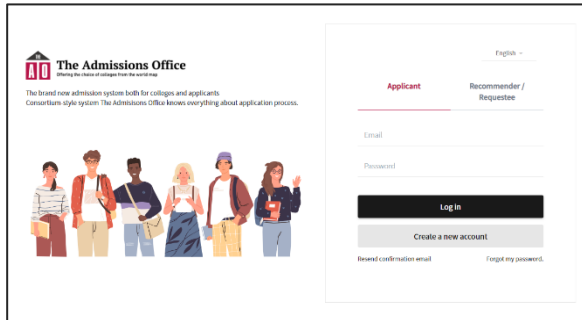 The Admissions Office
Offering the choice of colleges from the world map
The brand new admission system both for colleges and applicants
Consortium-style system The Admisisons Office knows everything about application process.
English
Applicant
Recommender /
Requestee
Email
Password
Log in
Create a new account
Resend confirmation email
Forgot my password.